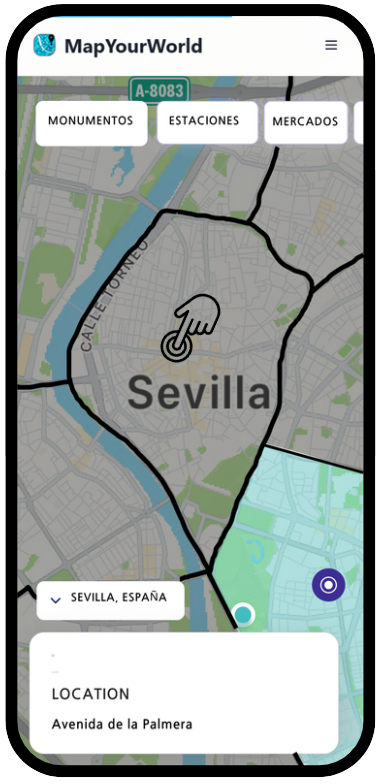 MapYourWorld
A-8083
MONUMENTOS
ESTACIONES
MERCADOS
CALLE TORNEO
Sevilla
SEVILLA, ESPAÑA
LOCATION
Avenida de la Palmera